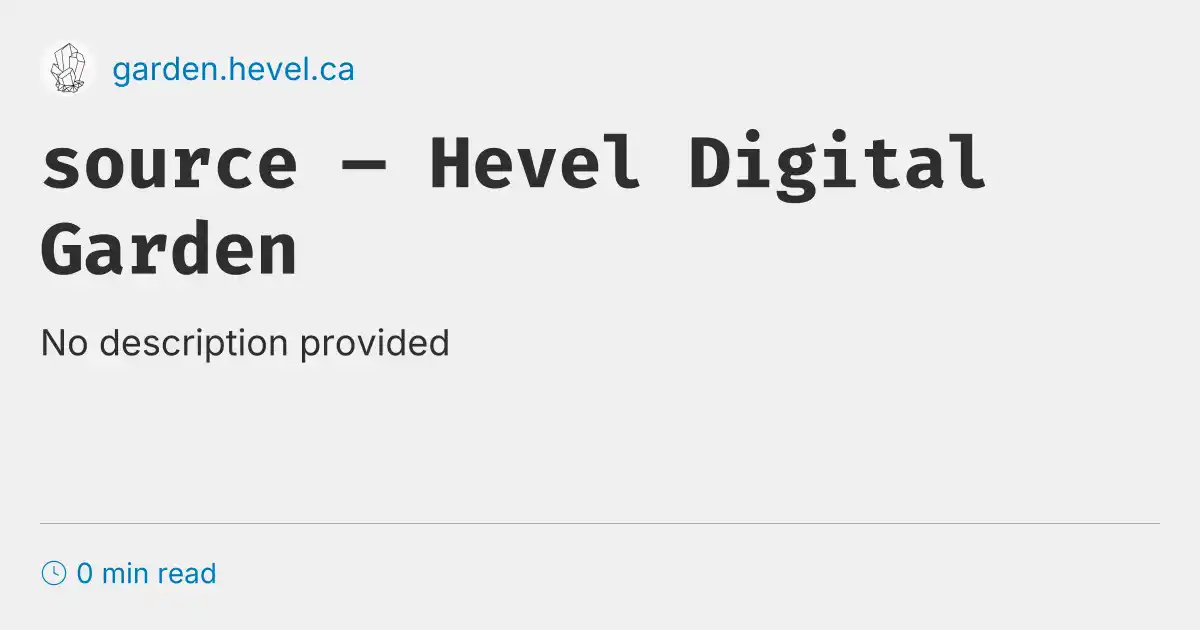 garden.hevel.ca
source — Hevel Digital
Garden
No description provided
0 min read